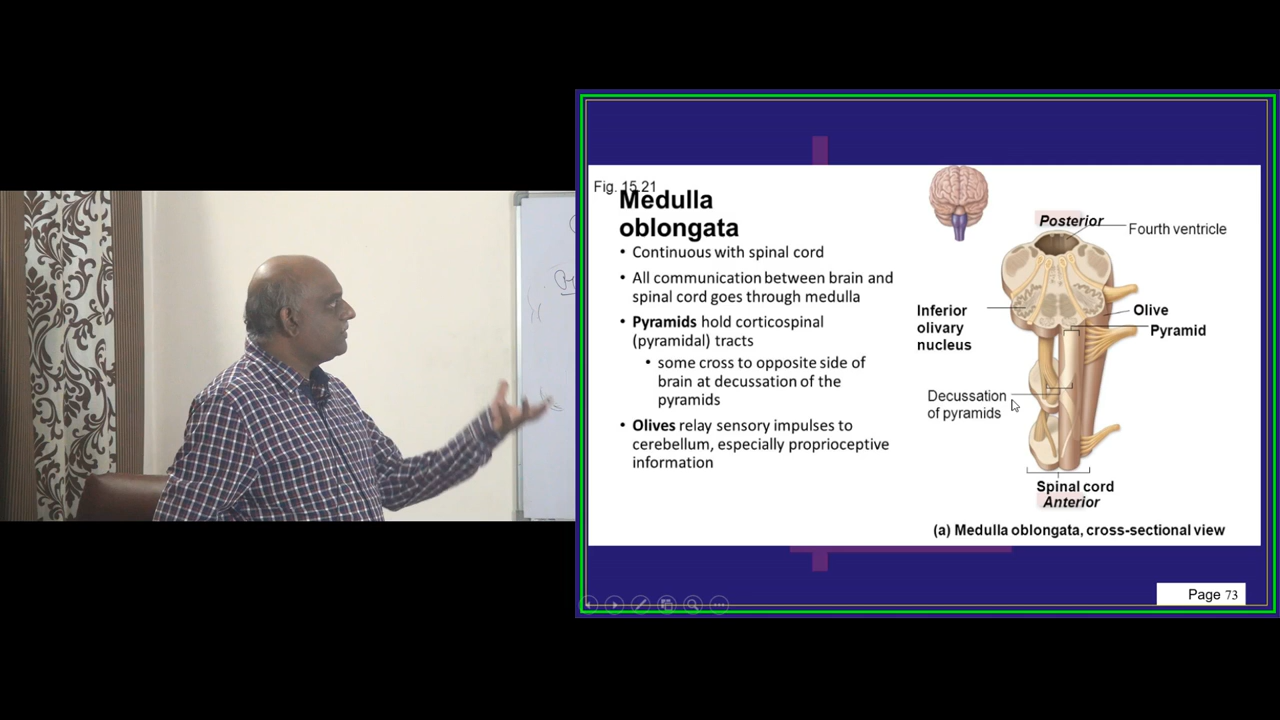 Fig. 15.21
Medulla
oblongata
• Continuous with spinal cord
• All communication between brain and
spinal cord goes through medulla
• Pyramids hold corticospinal
(pyramidal) tracts
• some cross to opposite side of
brain at decussation of the
pyramids
• Olives relay sensory impulses to
cerebellum, especially proprioceptive
information
Posterior
Fourth ventricle
Inferior
olivary
nucleus
Olive
Pyramid
Decussation
of pyramids
Spinal cord
Anterior
(a) Medulla oblongata, cross-sectional view
Page 73